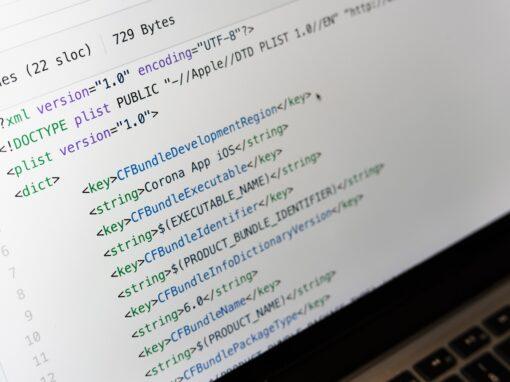 nes (22 sloc) 729 Bytes
?xml version="1.0" encoding="UTF-8"?>
<!DOCTYPE plist PUBLIC "-//Apple//DTD PLIST 1.0//EN" "http://
<plist version="1.0">
<dict>
<key>CFBundleDevelopmentRegion</key>
<string>Corona App iOS</string>
<key>CFBundleExecutable</key>
6 <string>$(EXECUTABLE_NAME)</string>
7 <key>CFBundleIdentifier</key>
8 <string>$(PRODUCT_BUNDLE_IDENTIFIER)</string>
9 <key>CFBundleInfoDictionaryVersion</key>
10 <string>6.0</string>
11 <key>CFBundleName</key>
12 <string>$(PRODUCT_NAME)</string>
<key>CFBundlePackageType</key>